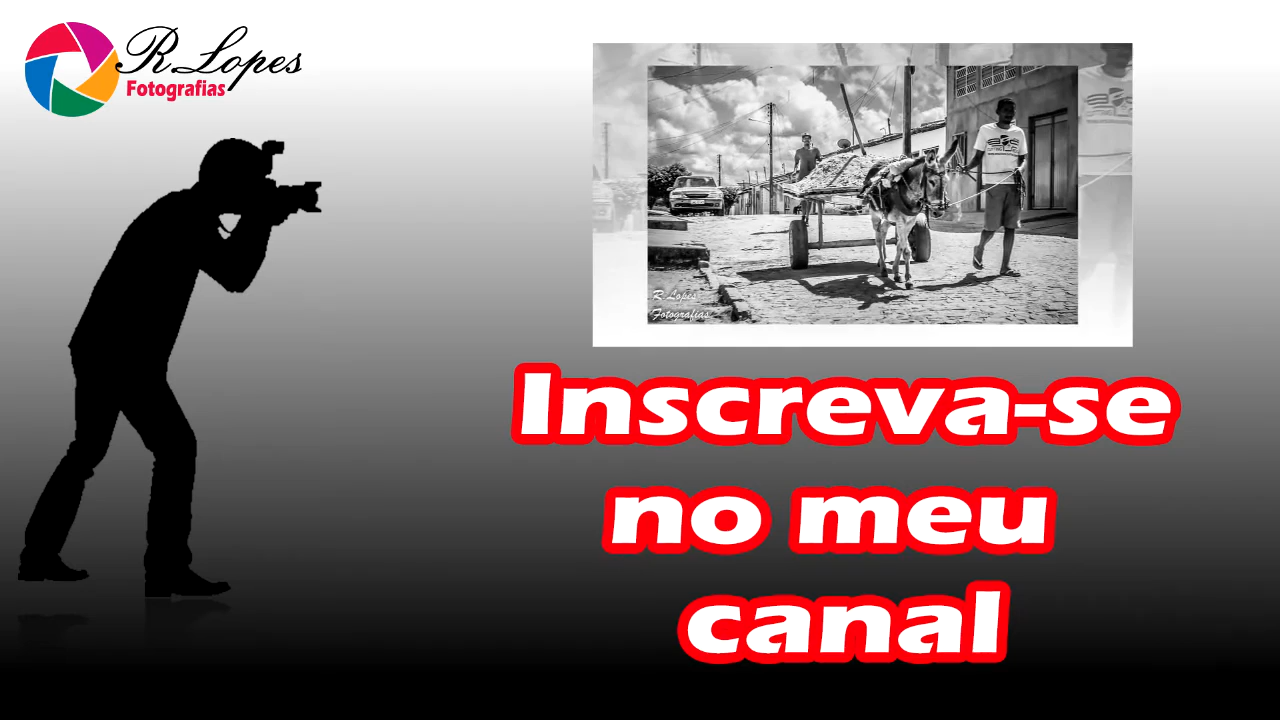 R Lopes
Fotografias
R Lopes
Fotografias
Inscreva-se
no meu
canal